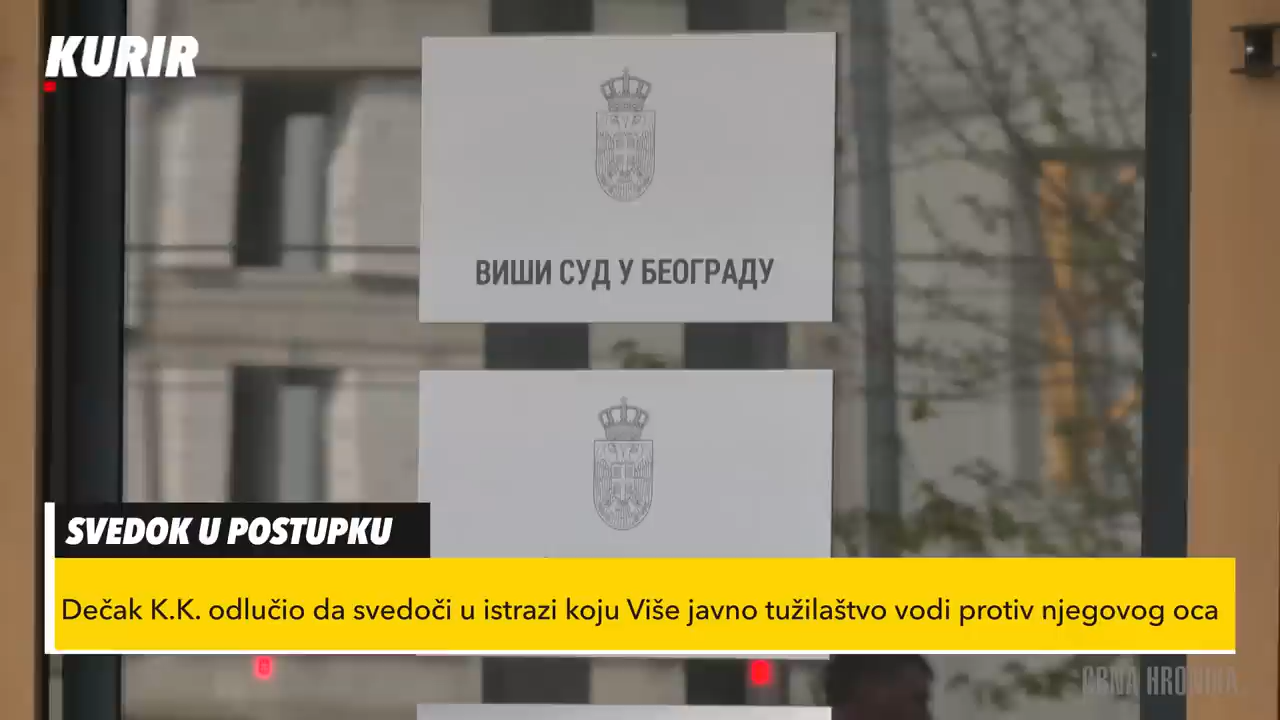 KURIR
ВИШИ СУД У БЕОГРАДУ
SVEDOK U POSTUPKU
Dečak K.K. odlučio da svedoči u istrazi koju Više javno tužilaštvo vodi protiv njegovog oca
CRNA HRONIKA